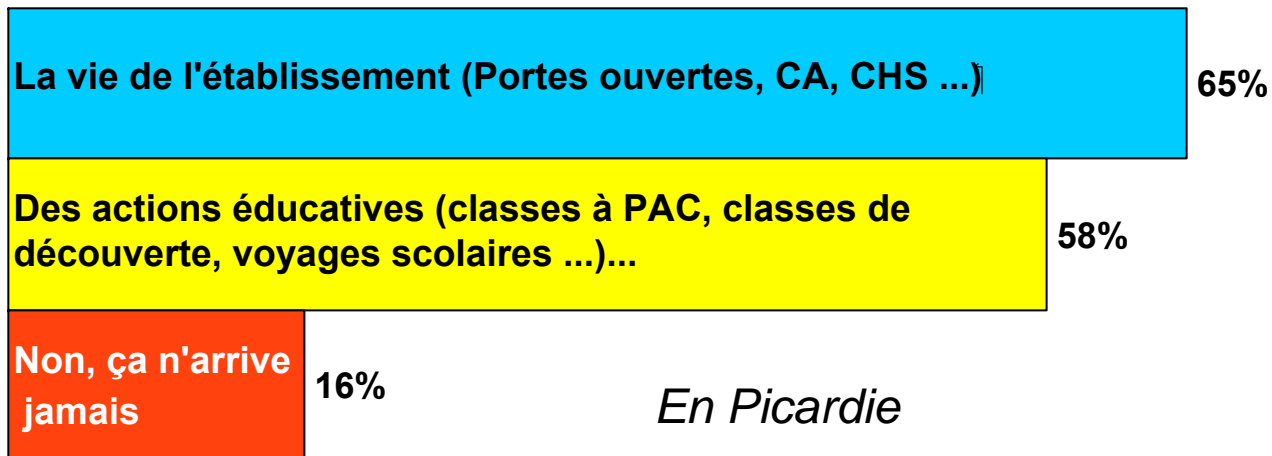 La vie de l'établissement (Portes ouvertes, CA, CHS ...)
65%
Des actions éducatives (classes à PAC, classes de
découverte, voyages scolaires ...)...
58%
Non, ça n'arrive
jamais
16%
En Picardie